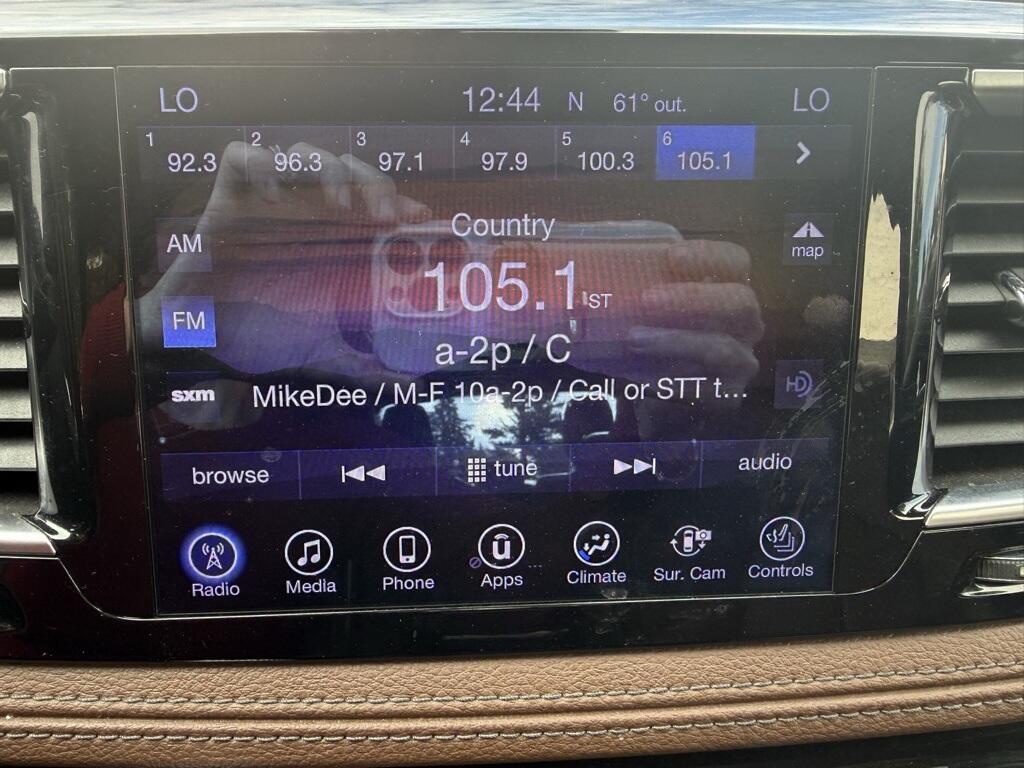 LO 12:44 N 61° out. LO
1 92.3 2 96.3 3 97.1 4 97.9 5 100.3 6 105.1
Country
AM
map
105.1 ST
FM
a-2p / C
sxm
MikeDee / M-F 10a-2p / Call or STT t...
HD
browse tune audio
Radio Media Phone Apps Climate Sur. Cam Controls